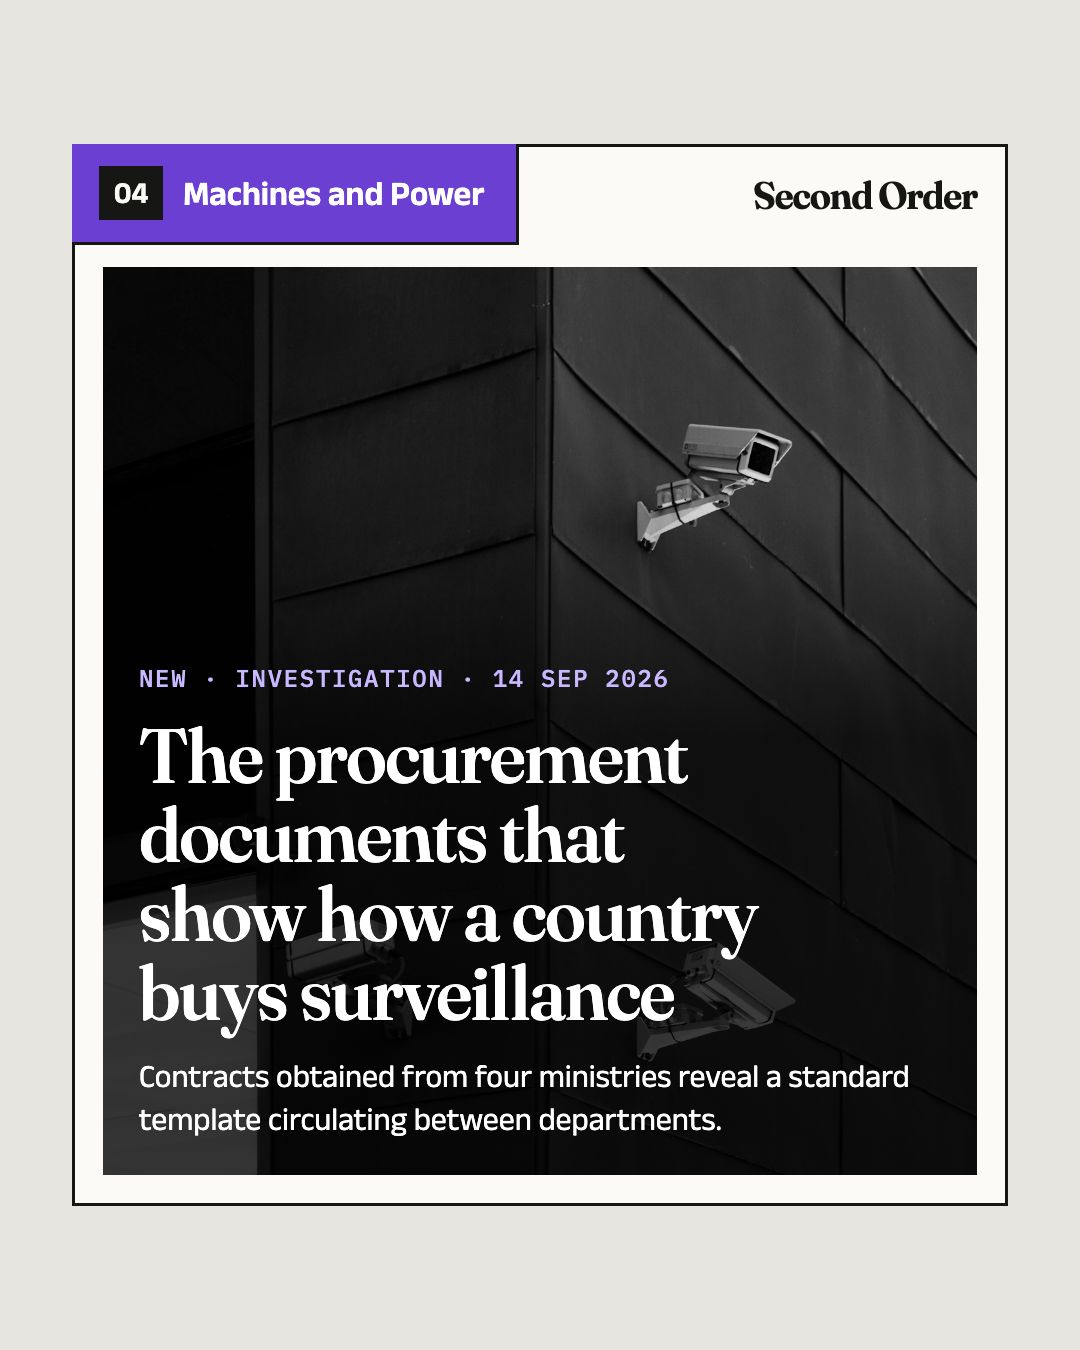 04 Machines and Power
Second Order
NEW · INVESTIGATION · 14 SEP 2026
The procurement
documents that
show how a country
buys surveillance
Contracts obtained from four ministries reveal a standard
template circulating between departments.